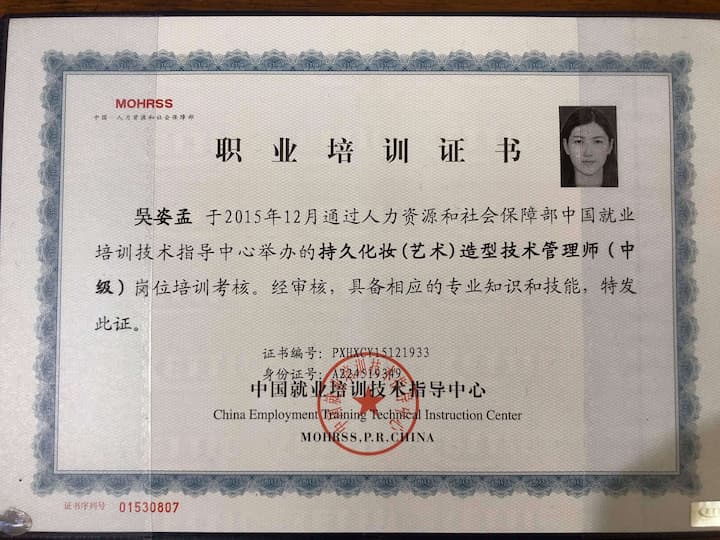 MOHRSS
中国·人力资源和社会保障部
职业培训证书
吳姿孟 于2015年12月通过人力资源和社会保障部中国就业
培训技术指导中心举办的持久化妆(艺术)造型技术管理师(中
级)岗位培训考核。经审核,具备相应的专业知识和技能,特发
此证。
证书编号: PXHXCY15121933
身份证号: A224519349
中国就业培训技术指导中心
China Employment Training Technical Instruction Center
MOHRSS,P.R.CHINA
证书序列号 01530807